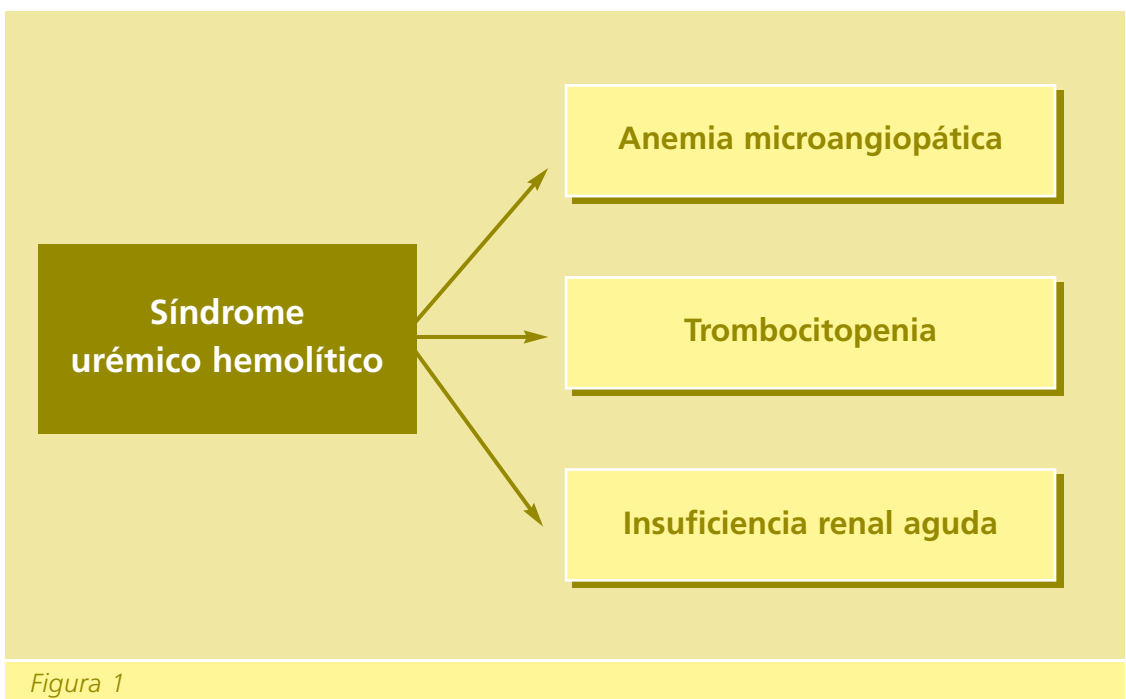 Síndrome
urémico hemolítico
Anemia microangiopática
Trombocitopenia
Insuficiencia renal aguda
Figura 1